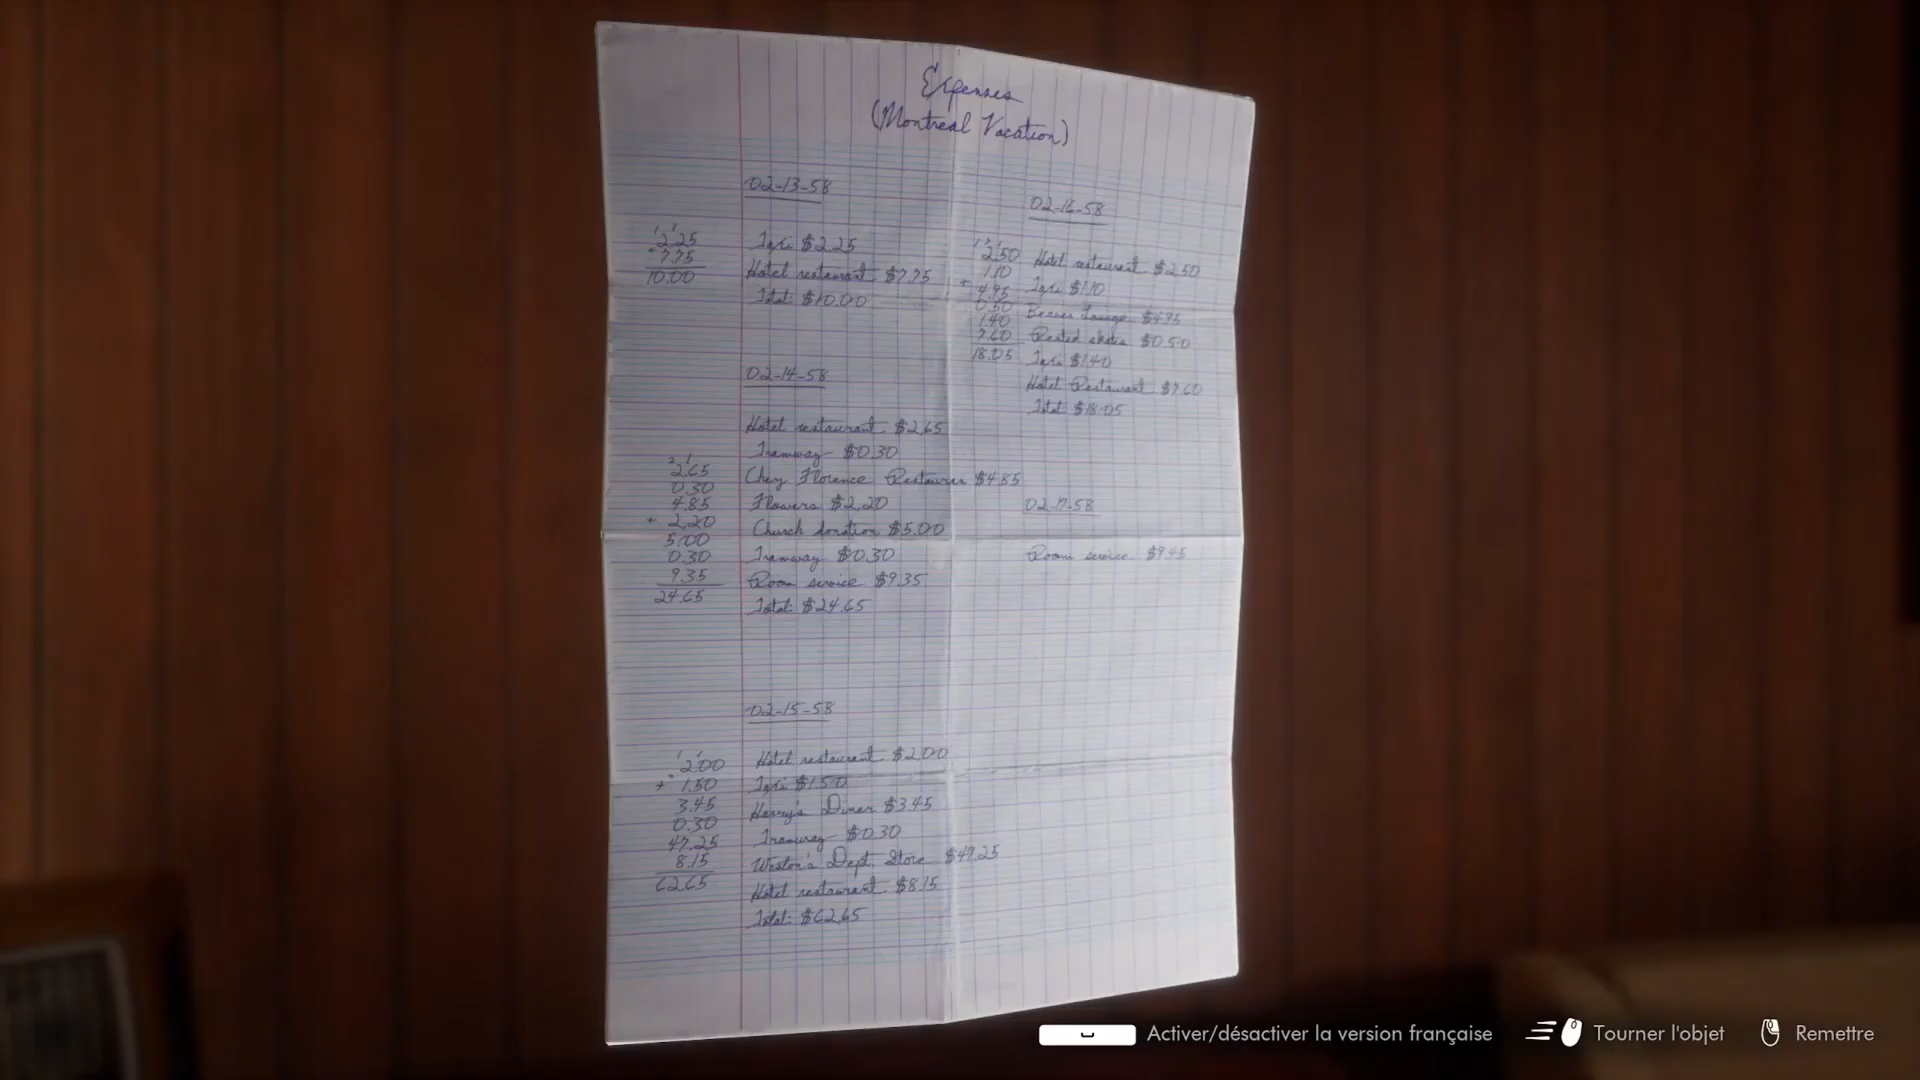 Expenses
(Montreal Vacation)
02-13-58
2.25
+7.75
10.00
Taxi $2.25
Hotel restaurant $7.75
Total: $10.00
02-14-58
Hotel restaurant $2.65
Tramway $0.30
Chez Florence Restaurant $4.85
Flowers $2.20
Church donation $5.00
Tramway $0.30
Room service $9.35
Total: $24.65
2.65
0.30
4.85
+ 2.20
5.00
0.30
9.35
24.65
02-15-58
2.00
+ 1.50
3.45
0.30
47.25
8.15
62.65
Hotel restaurant $2.00
Taxi $1.50
Harry's Diner $3.45
Tramway $0.30
Weston's Dept. Store $47.25
Hotel restaurant $8.15
Total: $62.65
02-16-58
2.50
1.10
+ 4.95
0.50
1.40
7.60
18.05
Hotel restaurant $2.50
Taxi $1.10
Beaver Lounge $4.95
Rented skates $0.50
Taxi $1.40
Hotel Restaurant $7.60
Total $18.05
02-17-58
Room service $9.45
Activer/désactiver la version française
Tourner l'objet
Remettre